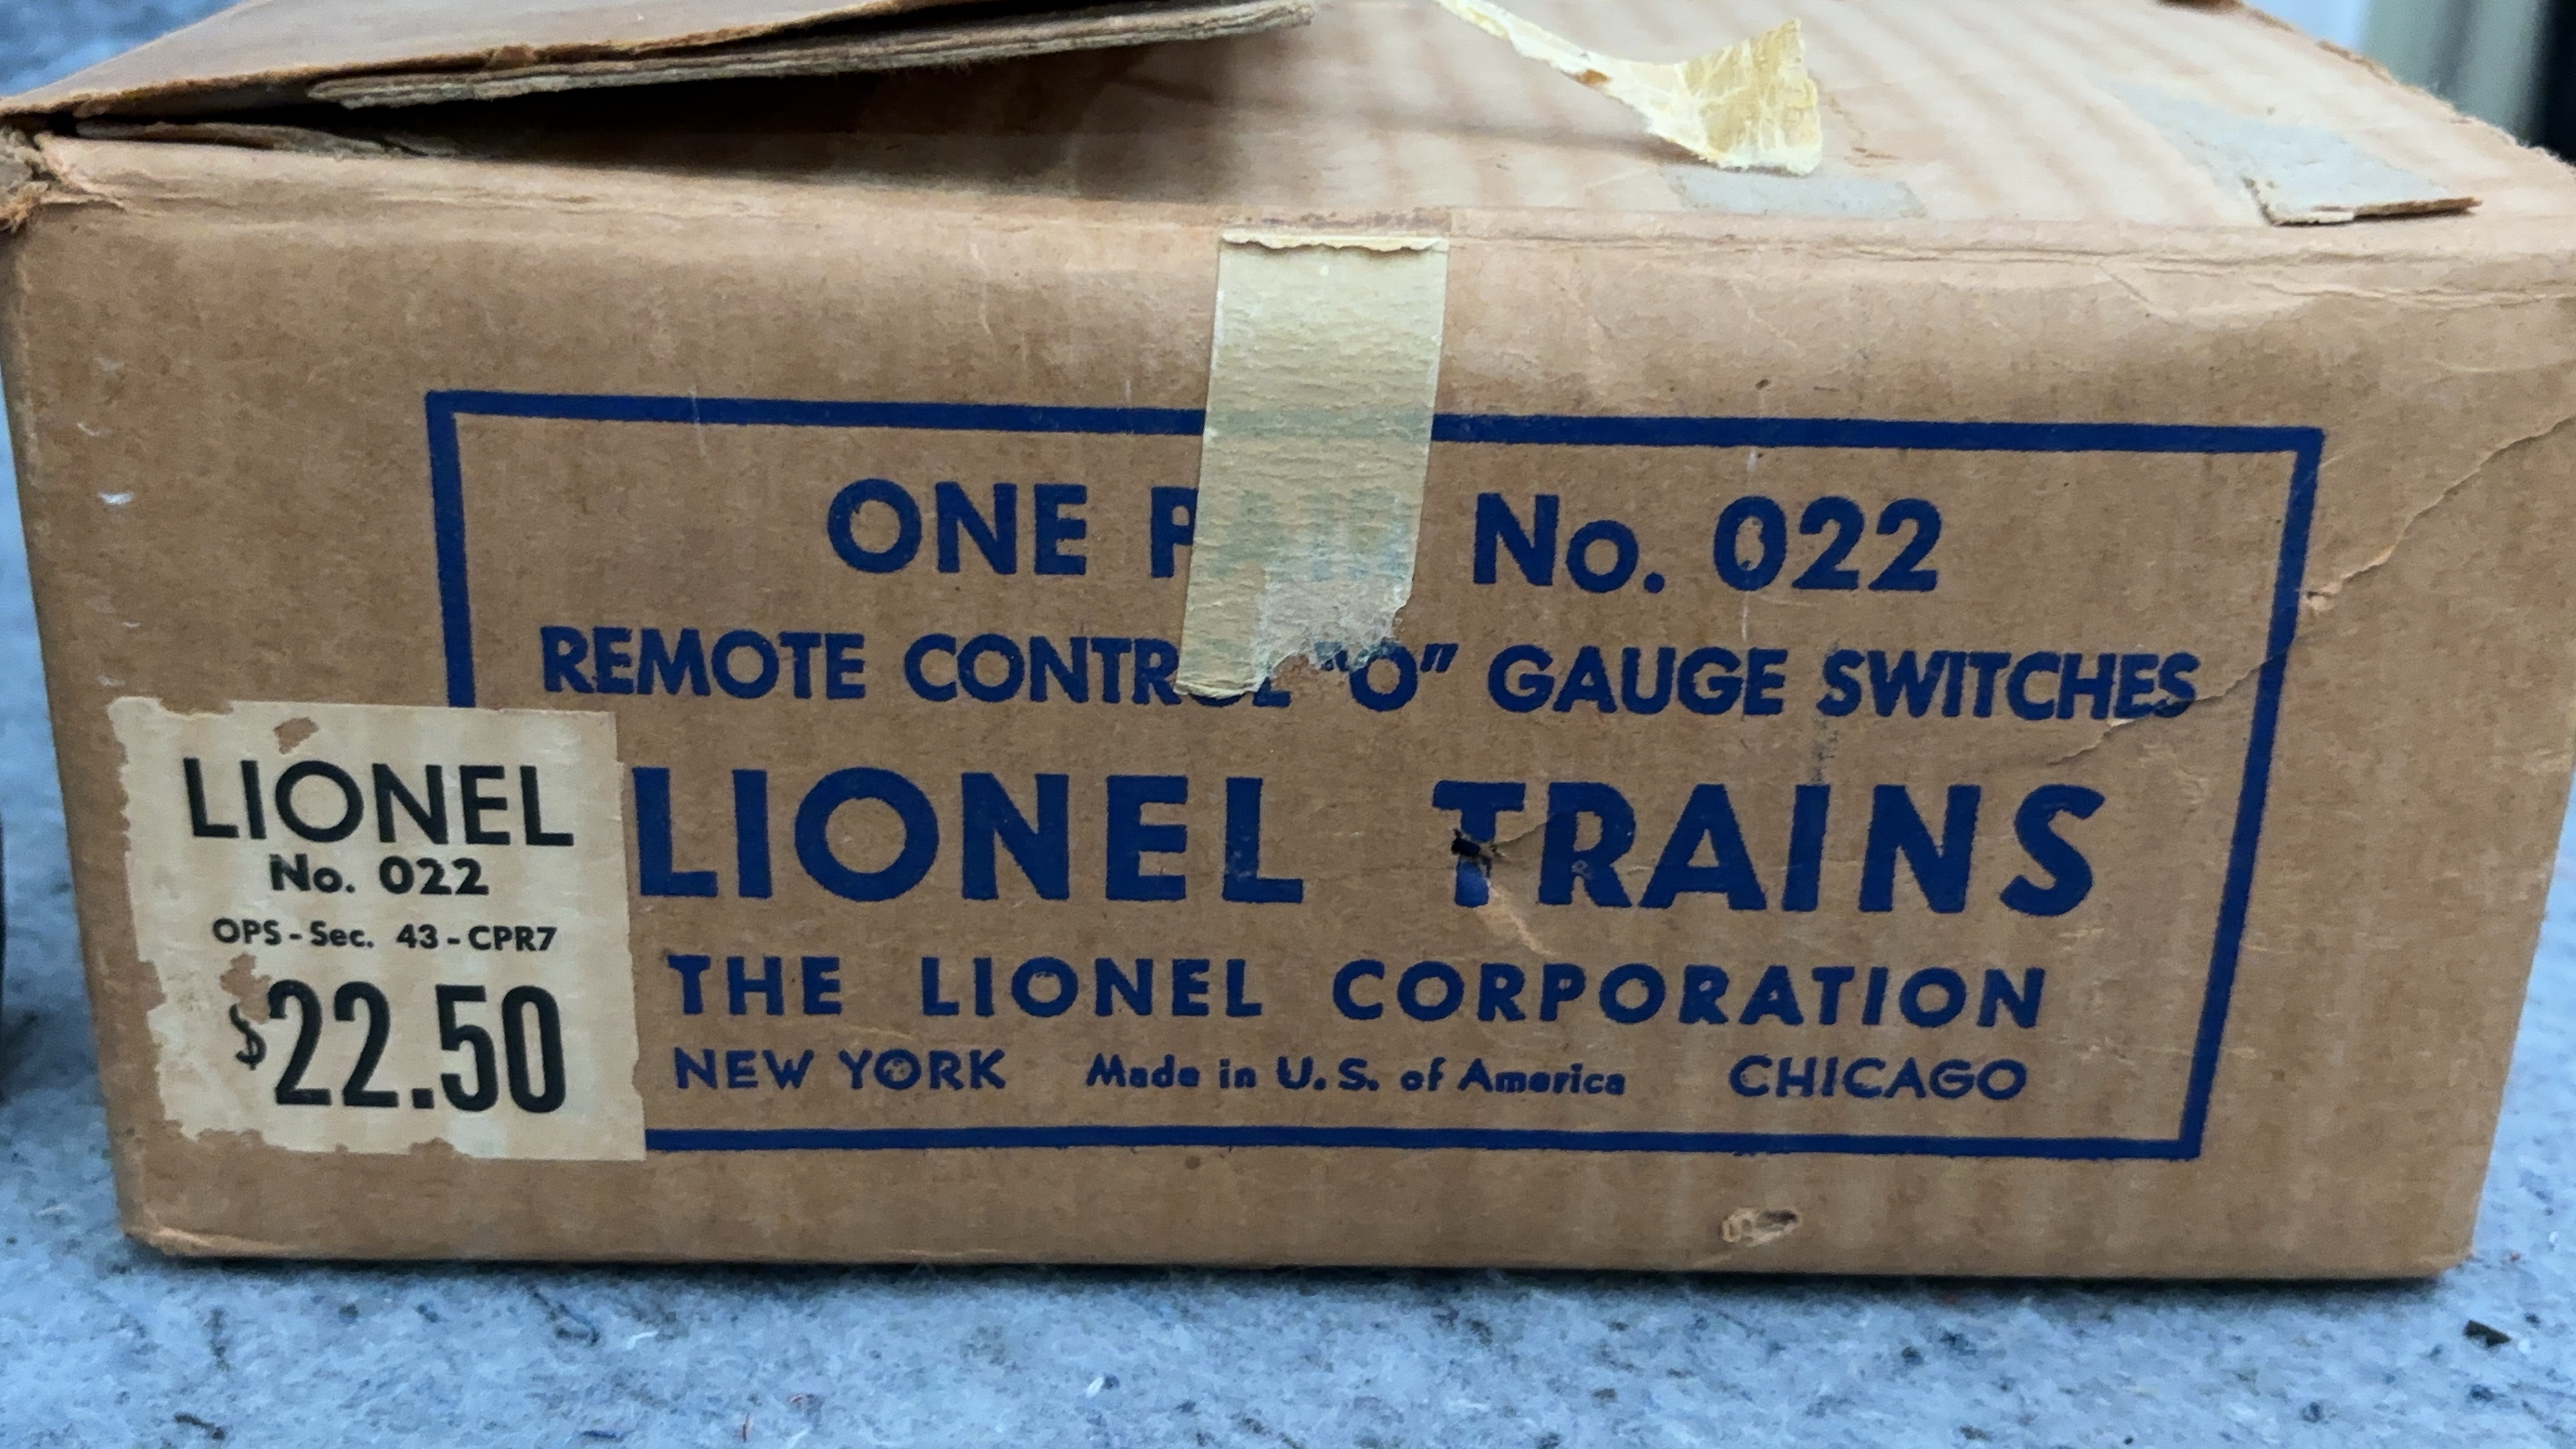 ONE P No. 022
REMOTE CONTROL "O" GAUGE SWITCHES
LIONEL TRAINS
THE LIONEL CORPORATION
NEW YORK Made in U.S. of America CHICAGO
LIONEL
No. 022
OPS-Sec. 43-CPR7
$22.50